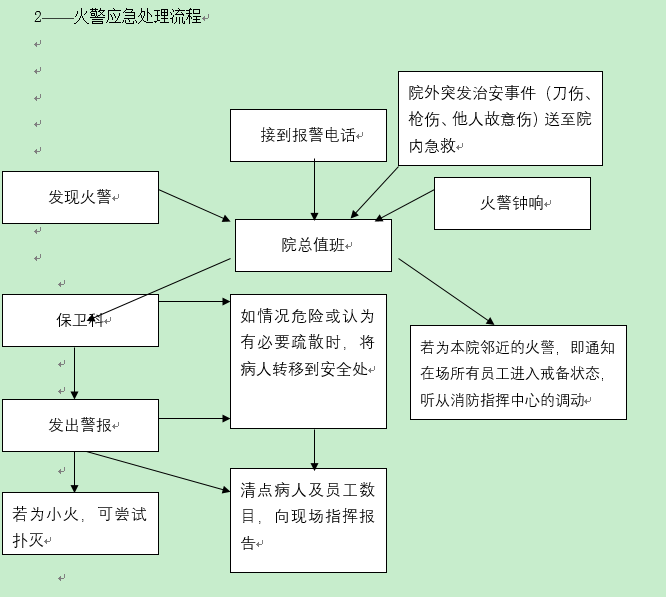 2——火警应急处理流程
院外突发治安事件（刀伤、
枪伤、他人故意伤）送至院
内急救
接到报警电话
发现火警
火警钟响
院总值班
保卫科
如情况危险或认为
有必要疏散时，将
病人转移到安全处
若为本院邻近的火警，即通知
在场所有员工进入戒备状态，
听从消防指挥中心的调动
发出警报
清点病人及员工数
目，向现场指挥报
告
若为小火，可尝试
扑灭